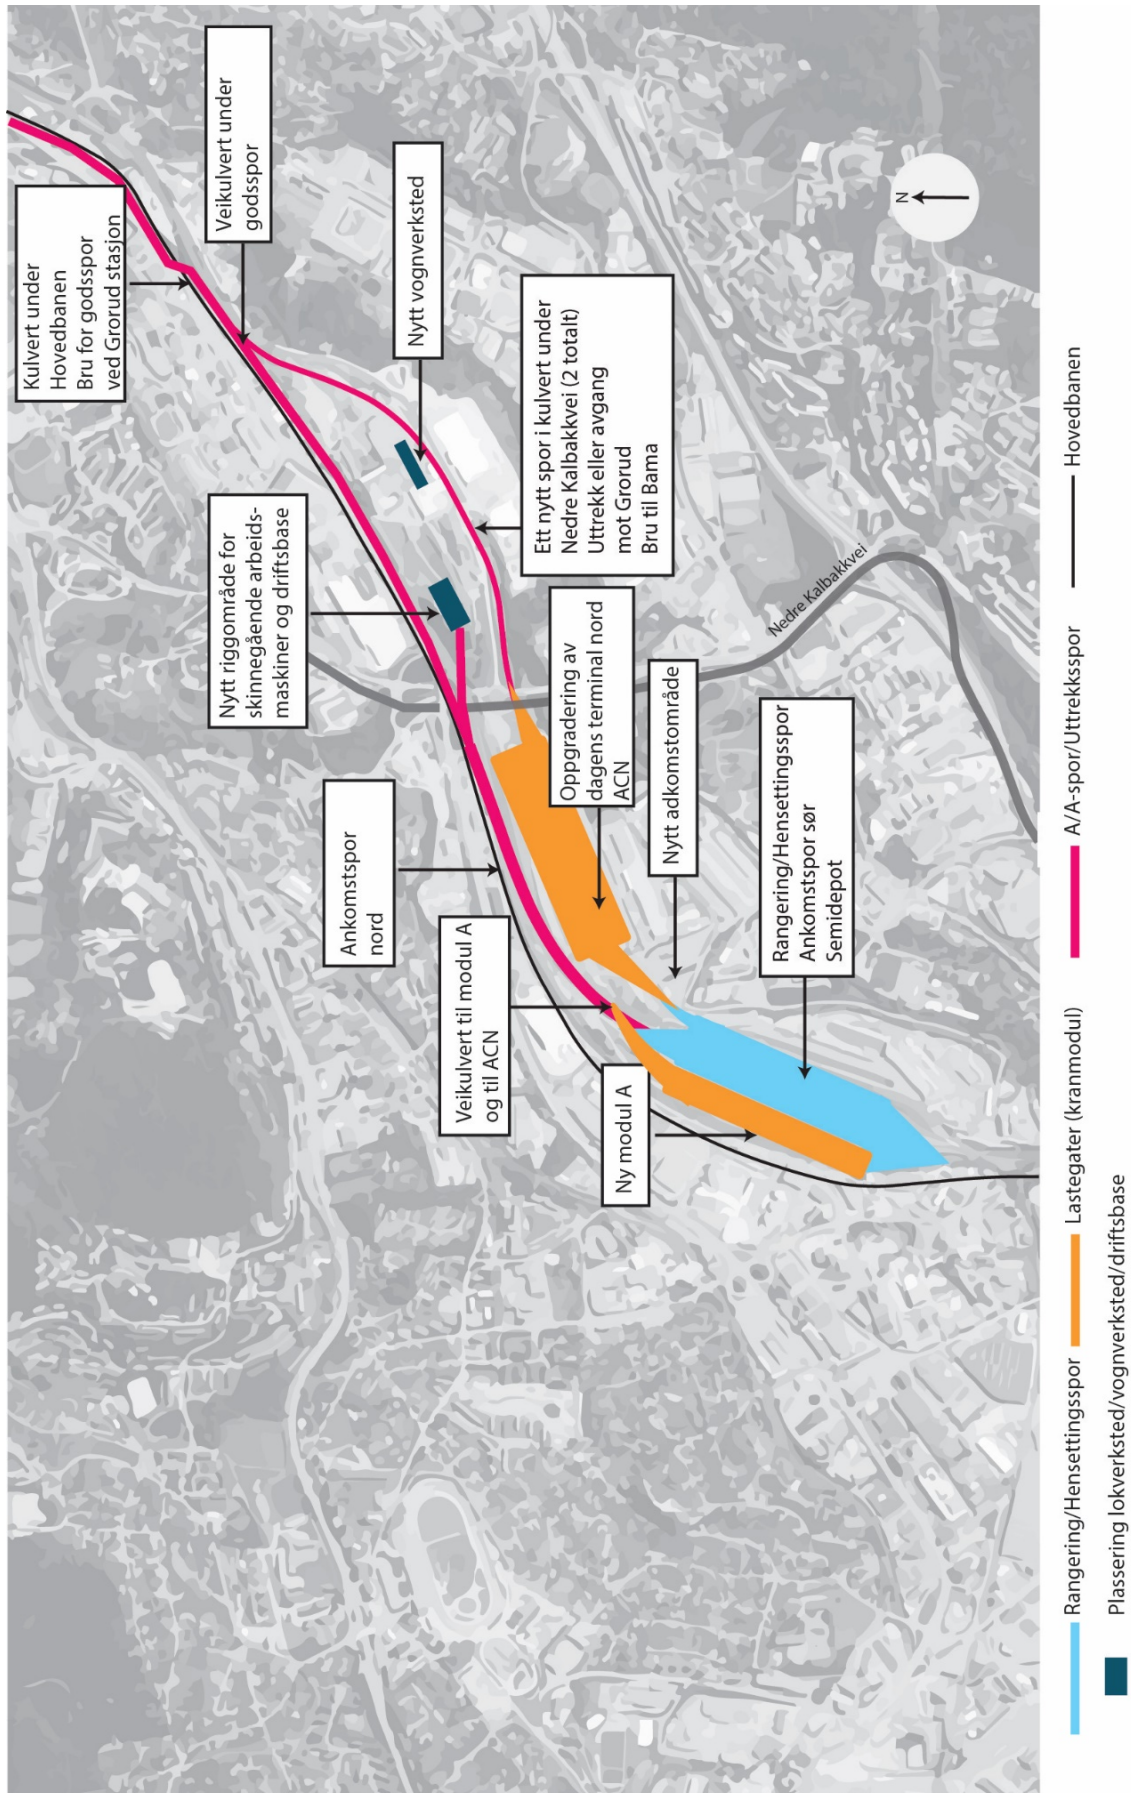 Kulvert under
Hovedbanen
Bru for godsspor
ved Grorud stasjon
Veikulvert under
godsspor
Nytt vognverksted
Nytt riggområde for
skinnegående arbeids-
maskiner og driftsbase
Ett nytt spor i kulvert under
Nedre Kalbakkvei (2 totalt)
Uttrekk eller avgang
mot Grorud
Bru til Bama
Ankomstspor
nord
Oppgradering av
dagens terminal nord
ACN
Nedre Kalbakkvei
N
Veikulvert til modul A
og til ACN
Nytt adkomstområde
Ny modul A
Rangering/Hensettingsspor
Ankomstspor sør
Semidepot
Rangering/Hensettingsspor
Lastegater (kranmodul)
A/A-spor/Uttrekksspor
Hovedbanen
Plassering lokverksted/vognverksted/driftsbase